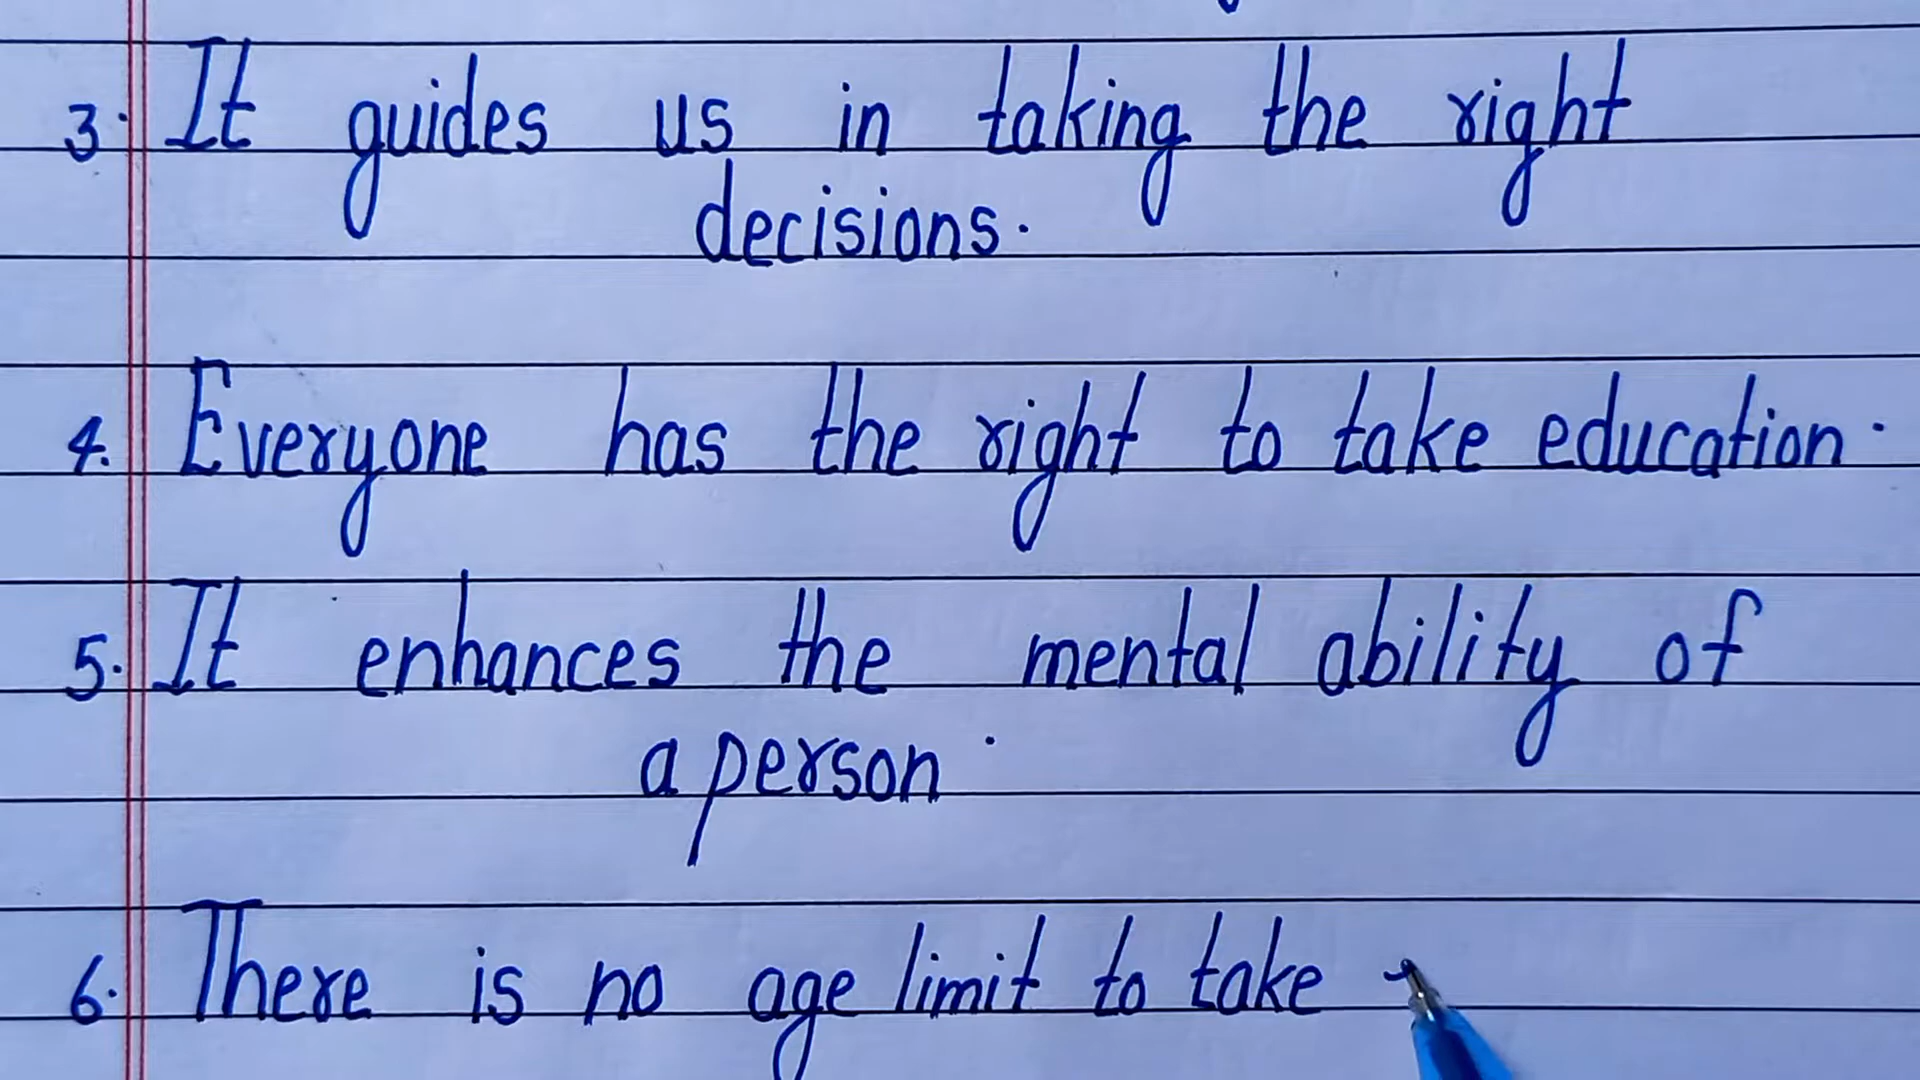 3. It guides us in taking the right
decisions.
4. Everyone has the right to take education.
5. It enhances the mental ability of
a person.
6. There is no age limit to take